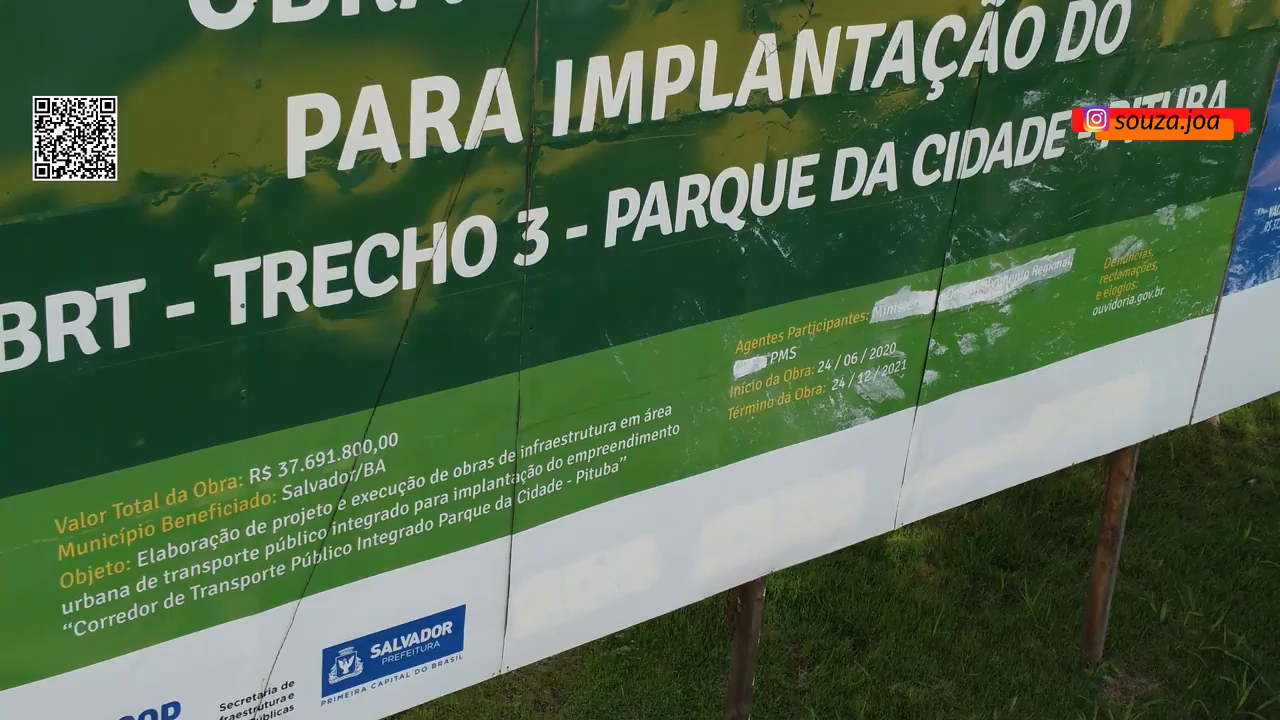 OBRA
PARA IMPLANTAÇÃO DO
BRT - TRECHO 3 - PARQUE DA CIDADE - PITUBA
souza.joa
Agentes Participantes:
Regional
PMS
Início da Obra: 24 / 06 / 2020
Término da Obra: 24 / 12 / 2021
Denúncias,
reclamações,
e elogios:
ouvidoria.gov.br
Valor Total da Obra: R$ 37.691.800,00
Município Beneficiado: Salvador/BA
Objeto: Elaboração de projeto e execução de obras de infraestrutura em área
urbana de transporte público integrado para implantação do empreendimento
“Corredor de Transporte Público Integrado Parque da Cidade - Pituba”
SALVADOR
PREFEITURA
PRIMEIRA CAPITAL DO BRASIL
Secretaria de
fraestrutura e